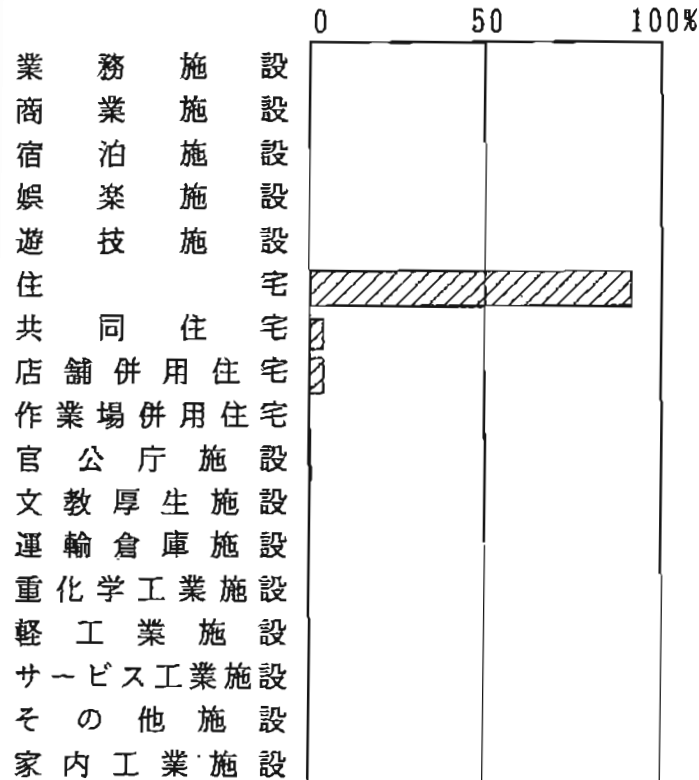 0 50 100%
業務施設
商業施設
宿泊施設
娯楽施設
遊技施設
住宅
共同住宅
店舗併用住宅
作業場併用住宅
官公庁施設
文教厚生施設
運輸倉庫施設
重化学工業施設
軽工業施設
サービス工業施設
その他施設
家内工業施設